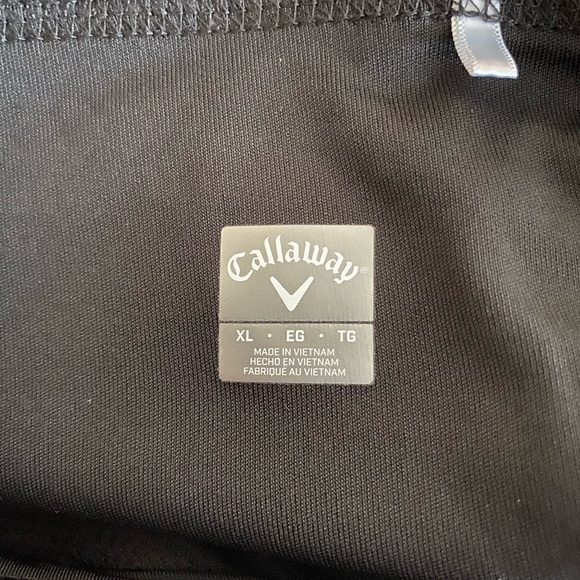 Callaway®
XL · EG · TG
MADE IN VIETNAM
HECHO EN VIETNAM
FABRIQUÉ AU VIETNAM